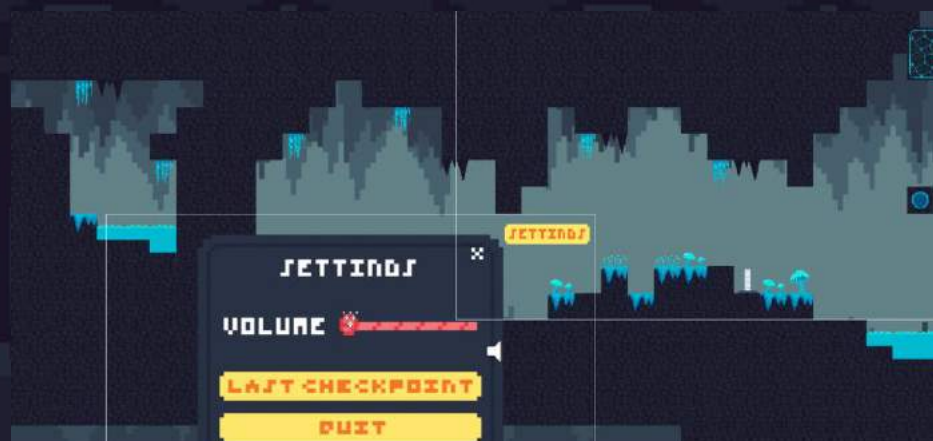 SETTINGS
SETTINGS
X
VOLUME
LAST CHECKPOINT
QUIT